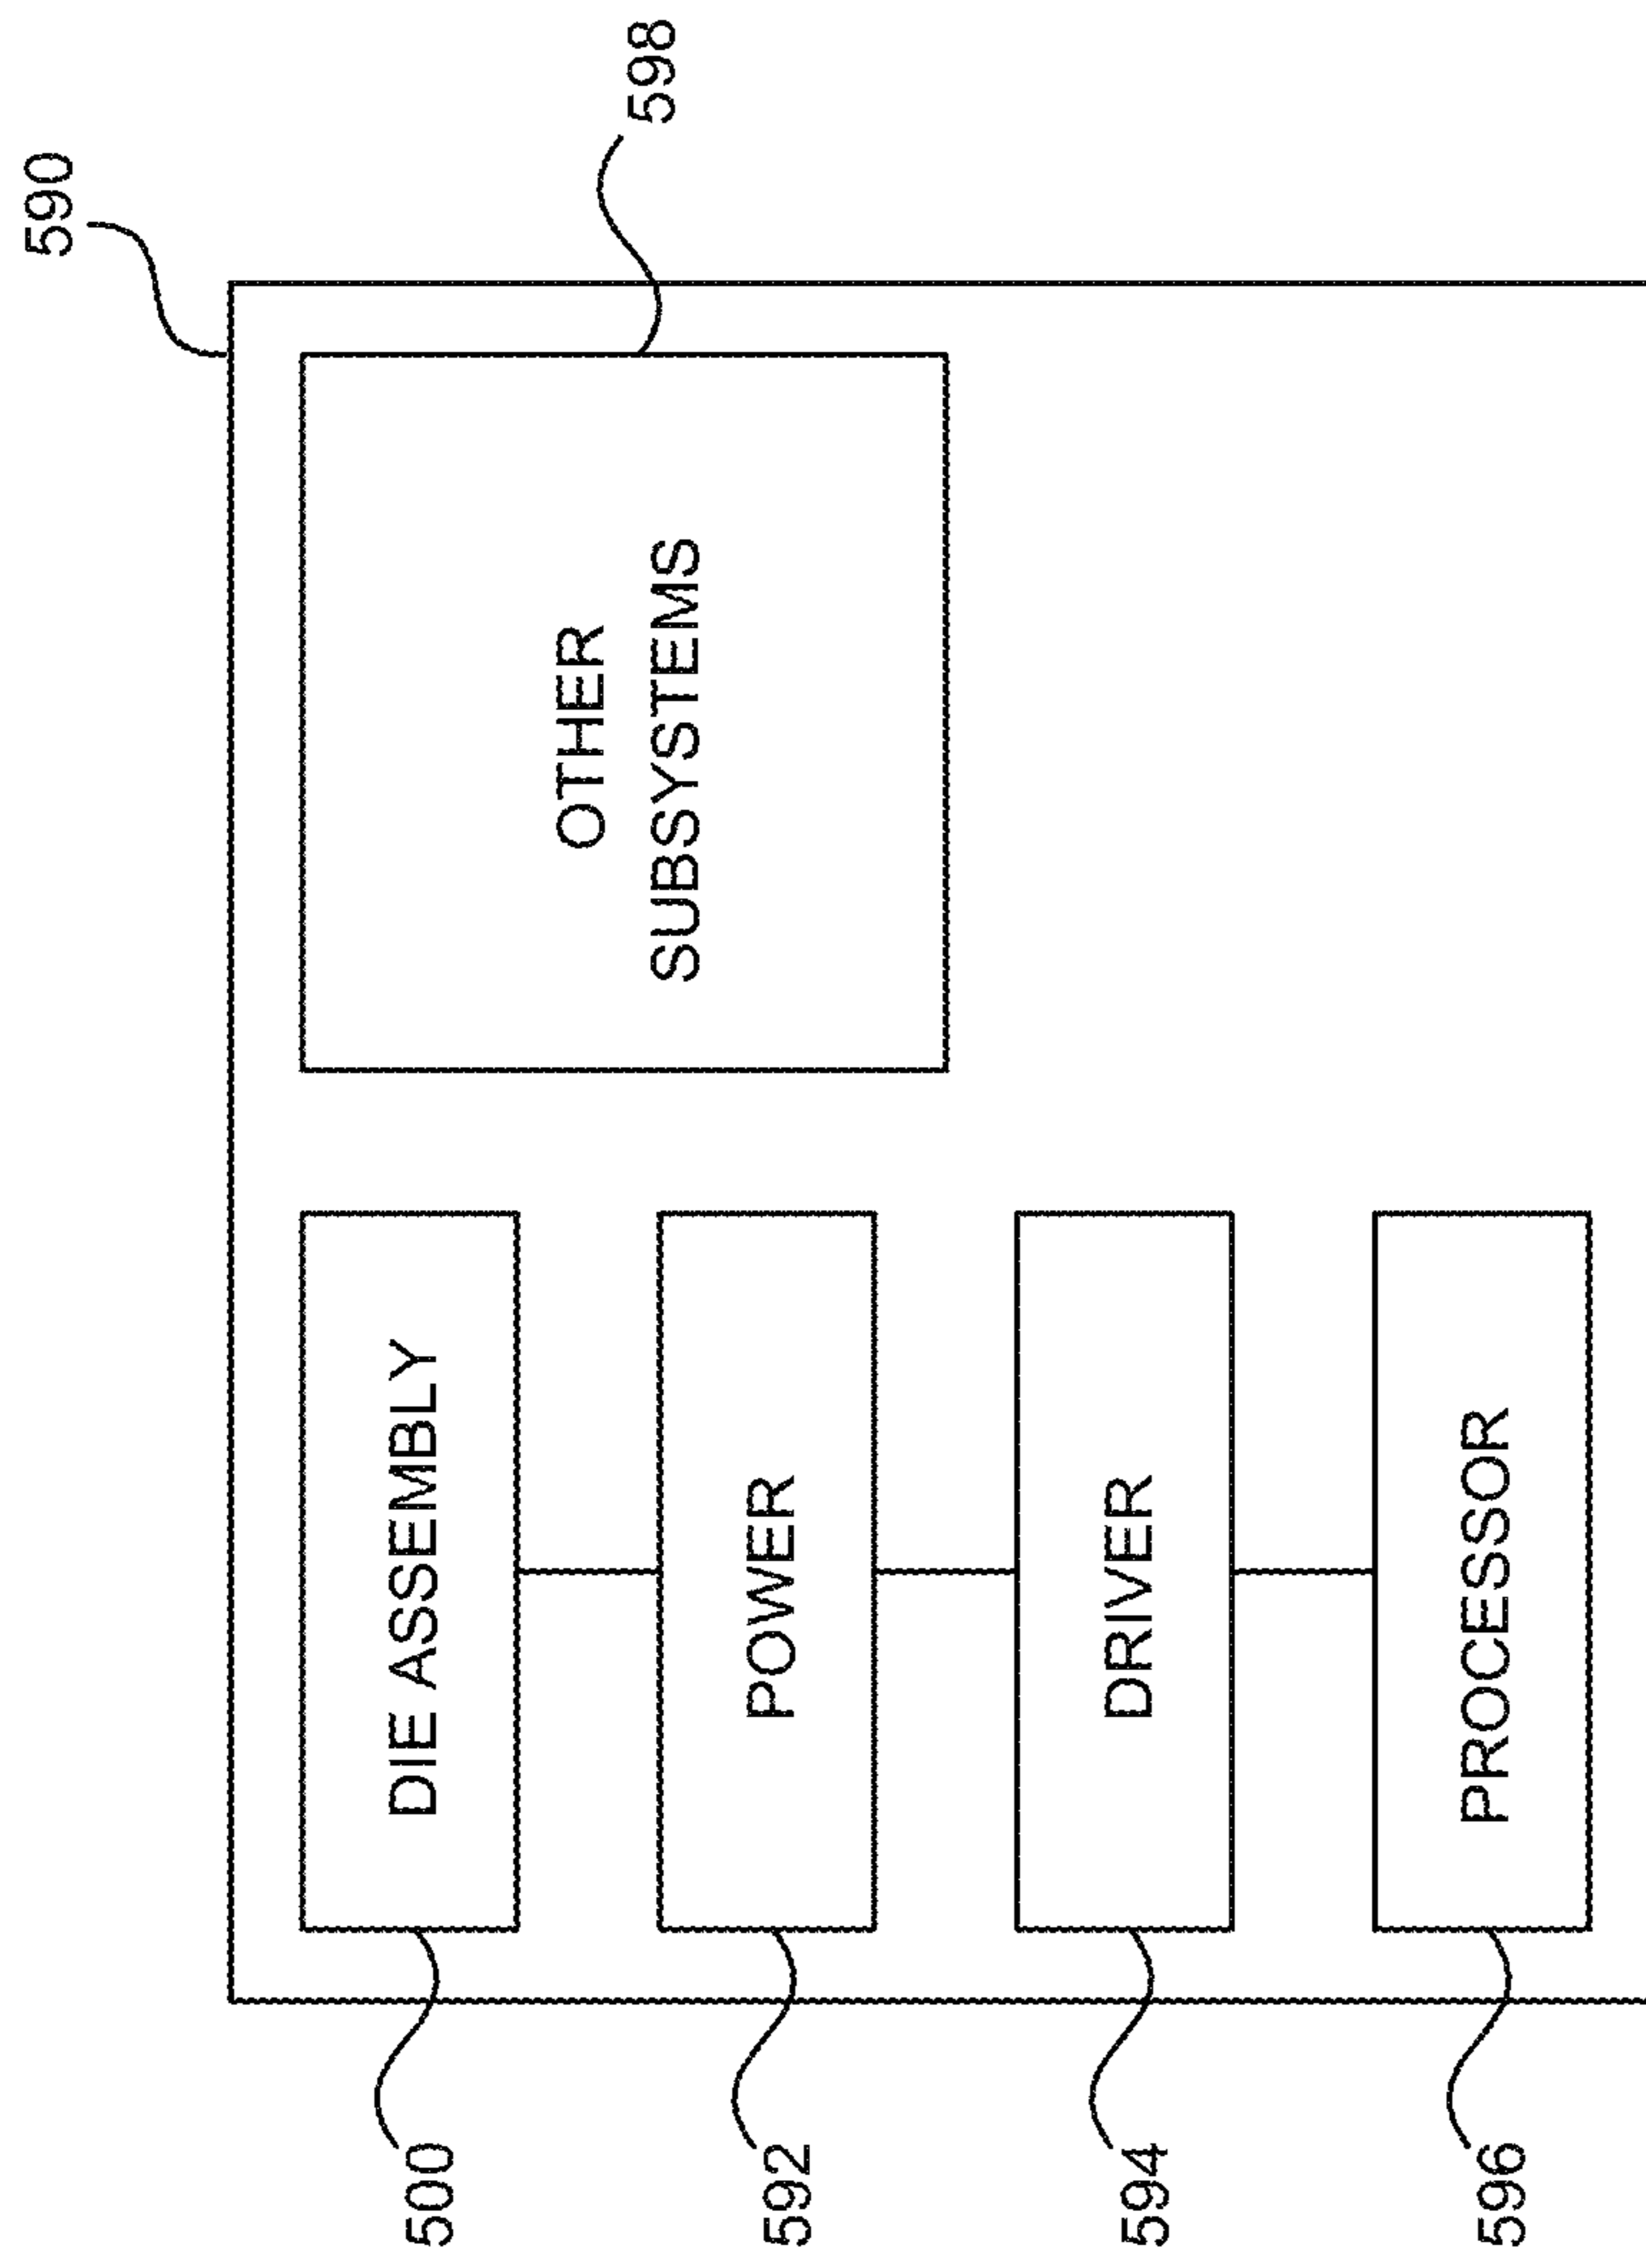 590
598
OTHER
SUBSYSTEMS
500
DIE ASSEMBLY
592
POWER
594
DRIVER
596
PROCESSOR